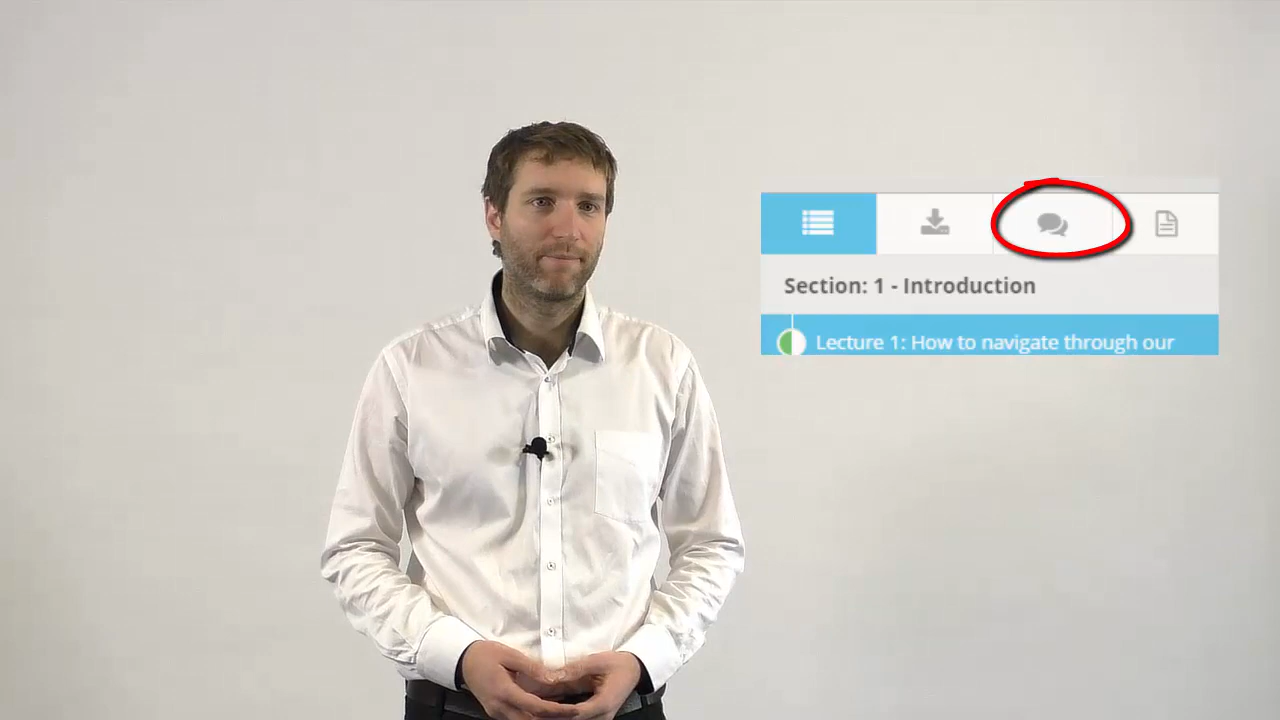 Section: 1 - Introduction
Lecture 1: How to navigate through our